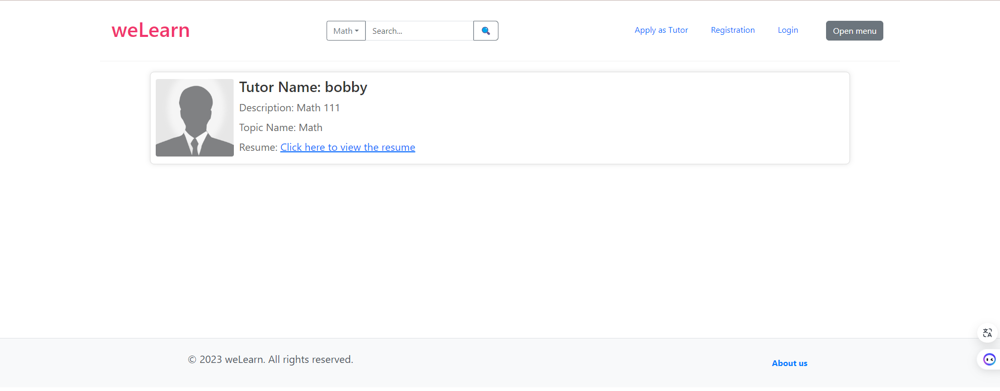 weLearn
Math
Search...
Apply as Tutor
Registration
Login
Open menu
Tutor Name: bobby
Description: Math 111
Topic Name: Math
Resume: Click here to view the resume
© 2023 weLearn. All rights reserved.
About us